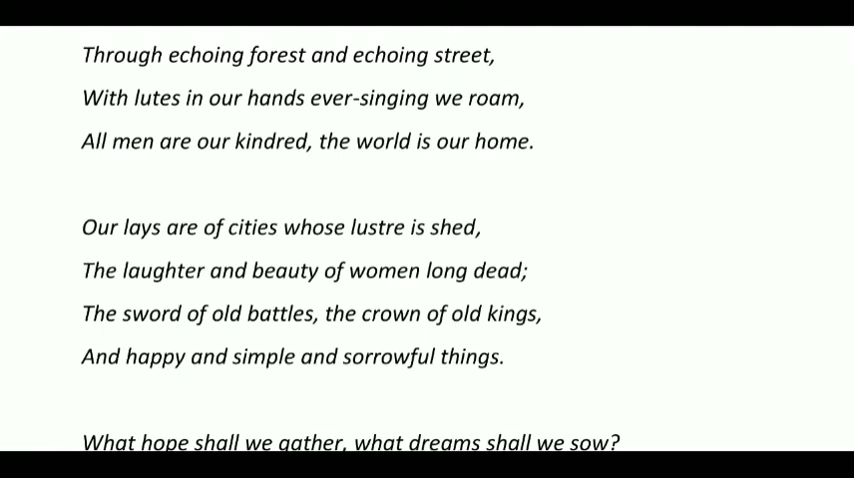 Through echoing forest and echoing street,
With lutes in our hands ever-singing we roam,
All men are our kindred, the world is our home.
Our lays are of cities whose lustre is shed,
The laughter and beauty of women long dead;
The sword of old battles, the crown of old kings,
And happy and simple and sorrowful things.
What hope shall we gather, what dreams shall we sow?